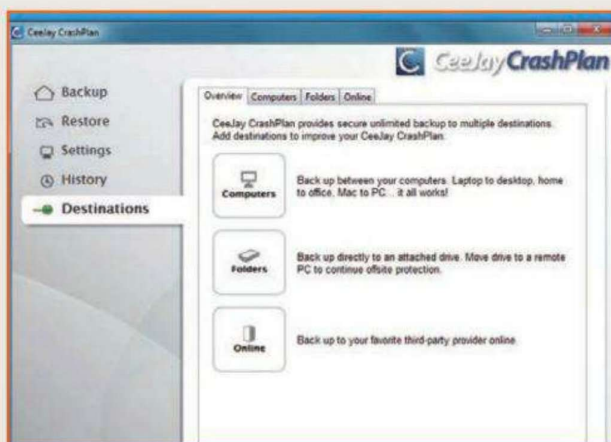 CeeJay CrashPlan
CeeJay CrashPlan
Backup
Restore
Settings
History
Destinations
Overview Computers Folders Online
CeeJay CrashPlan provides secure unlimited backup to multiple destinations.
Add destinations to improve your CeeJay CrashPlan.
Computers
Back up between your computers. Laptop to desktop, home
to office, Mac to PC... it all works!
Folders
Back up directly to an attached drive. Move drive to a remote
PC to continue offsite protection.
Online
Back up to your favorite third-party provider online